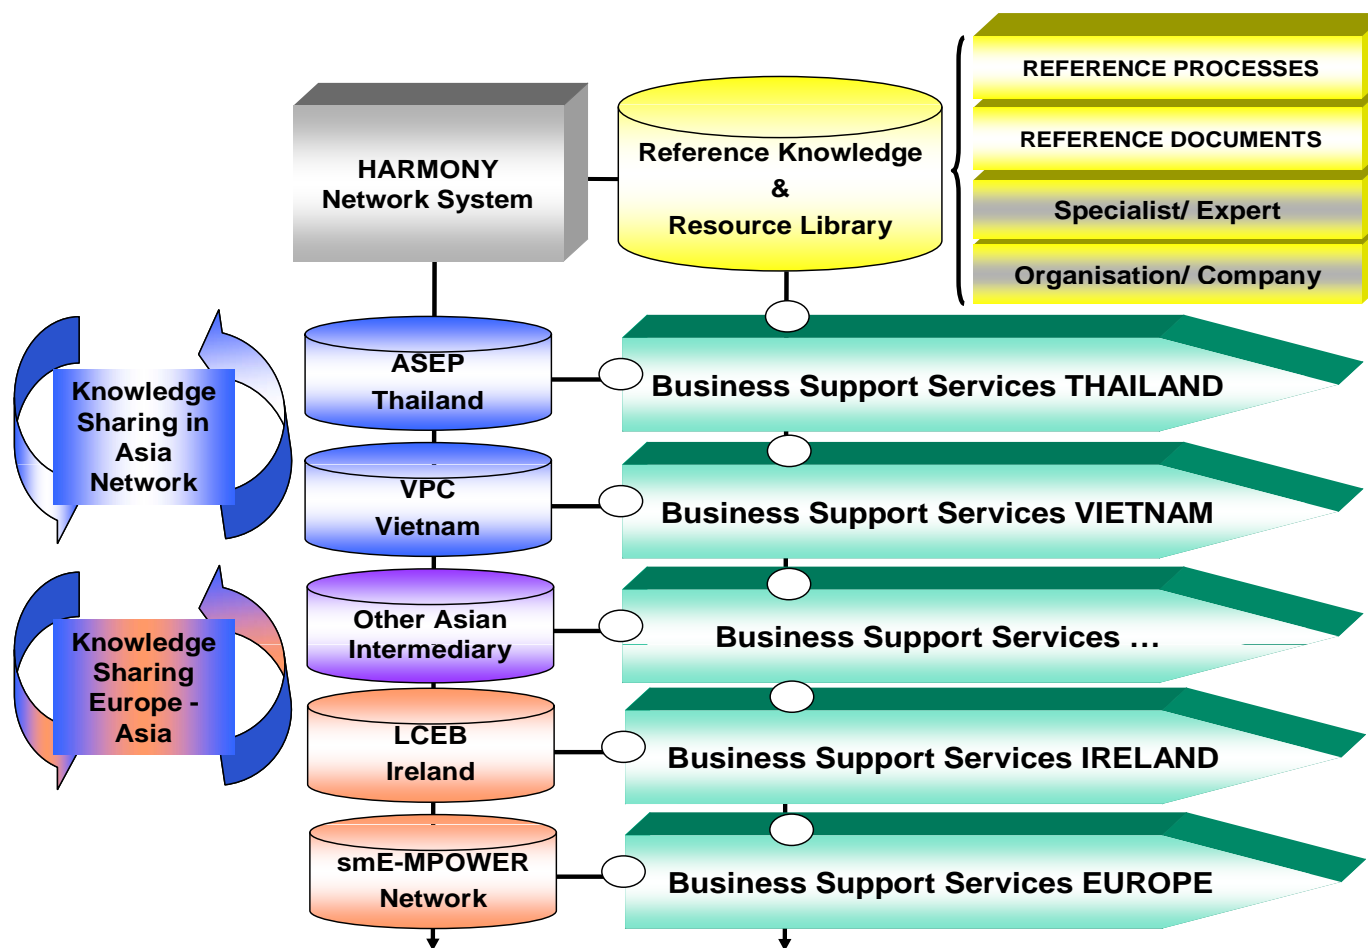 REFERENCE PROCESSES
REFERENCE DOCUMENTS
Specialist/ Expert
Organisation/ Company
HARMONY
Network System
Reference Knowledge
&
Resource Library
Knowledge
Sharing in
Asia
Network
ASEP
Thailand
Business Support Services THAILAND
VPC
Vietnam
Business Support Services VIETNAM
Knowledge
Sharing
Europe -
Asia
Other Asian
Intermediary
Business Support Services ...
LCEB
Ireland
Business Support Services IRELAND
smE-MPOWER
Network
Business Support Services EUROPE